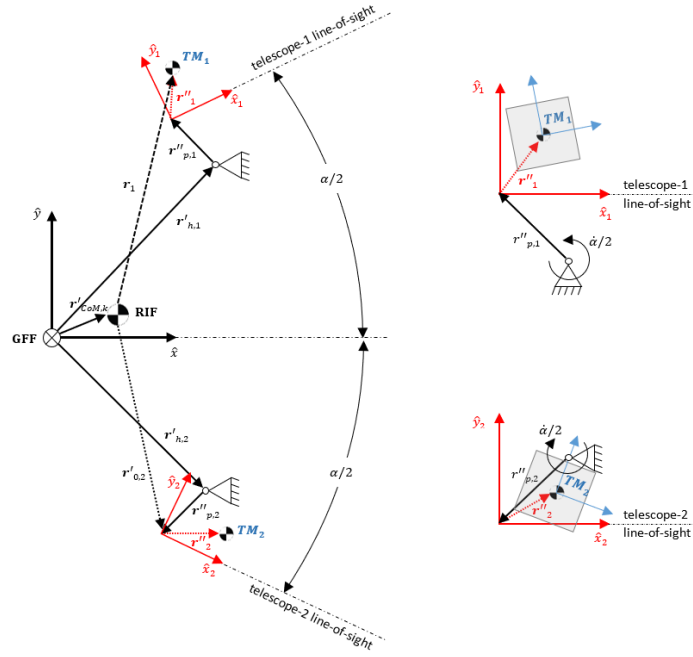 ŷ₁
TM₁
telescope-1 line-of-sight
r''₁
x̂₁
r''ₚ,₁
r₁
α/2
r'ₕ,₁
ŷ
r'CoM,k
RIF
GFF
x̂
r'ₕ,₂
r'₀,₂
ŷ₂
α/2
r''ₚ,₂
r''₂
TM₂
x̂₂
telescope-2 line-of-sight
ŷ₁
TM₁
r''₁
telescope-1
x̂₁
line-of-sight
r''ₚ,₁
α̇/2
ŷ₂
α̇/2
r''ₚ,₂
TM₂
r''₂
telescope-2
x̂₂
line-of-sight